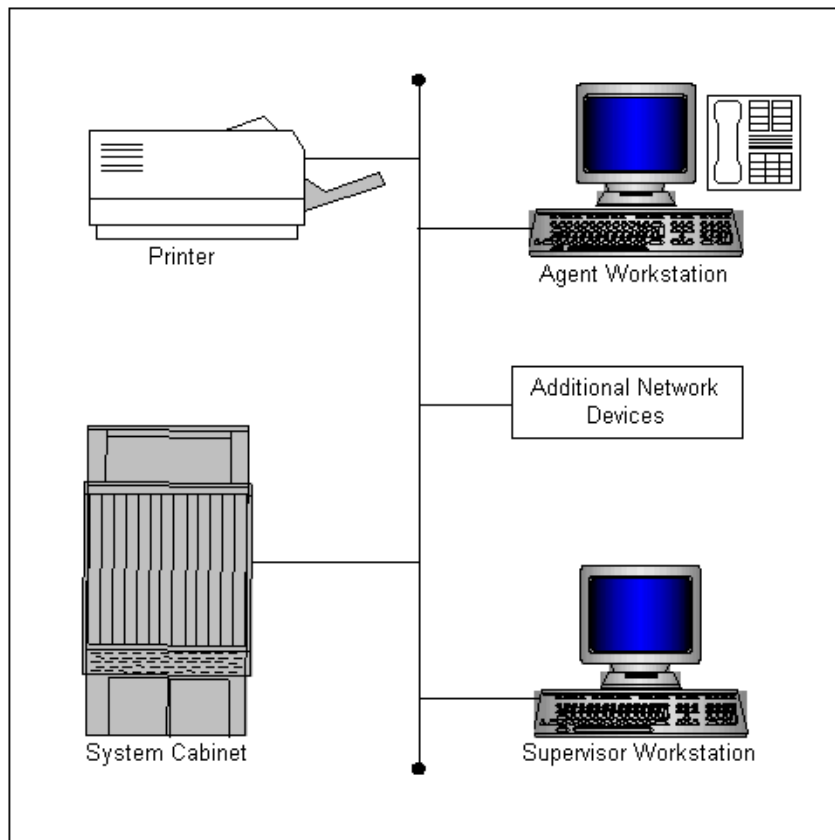 Printer
Agent Workstation
Additional Network
Devices
System Cabinet
Supervisor Workstation